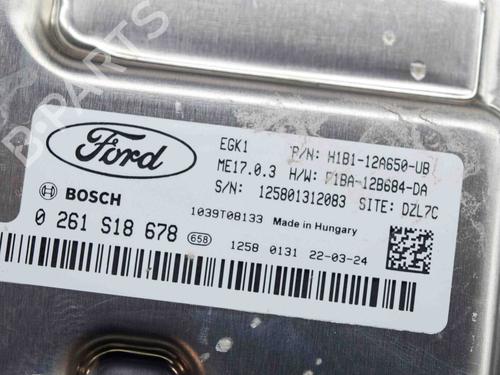 B-PARTS
Ford
EGK1 P/N: H1B1-12A650-UB
ME17.0.3 H/W: F1BA-12B684-DA
S/N: 125801312083 SITE: DZL7C
BOSCH
1039T08133 Made in Hungary
0 261 S18 678 658
1258 0131 22-03-24